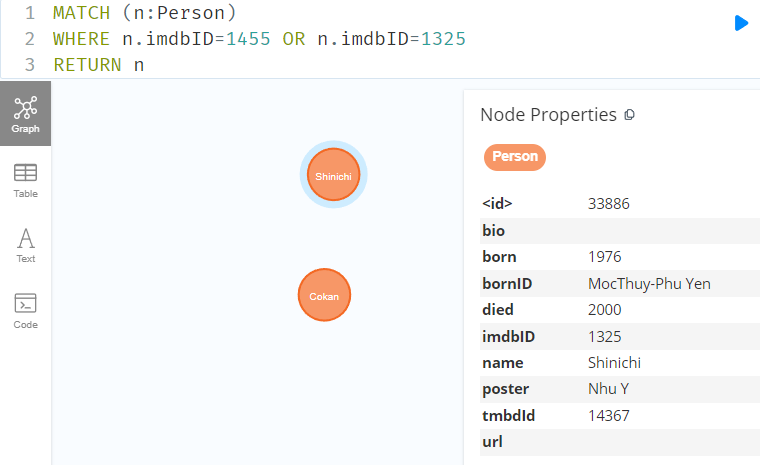 1 MATCH (n:Person)
2 WHERE n.imdbID=1455 OR n.imdbID=1325
3 RETURN n
Graph
Table
Text
Code
Shinichi
Cokan
Node Properties
Person
<id> 33886
bio
born 1976
bornID MocThuy-Phu Yen
died 2000
imdbID 1325
name Shinichi
poster Nhu Y
tmbdId 14367
url